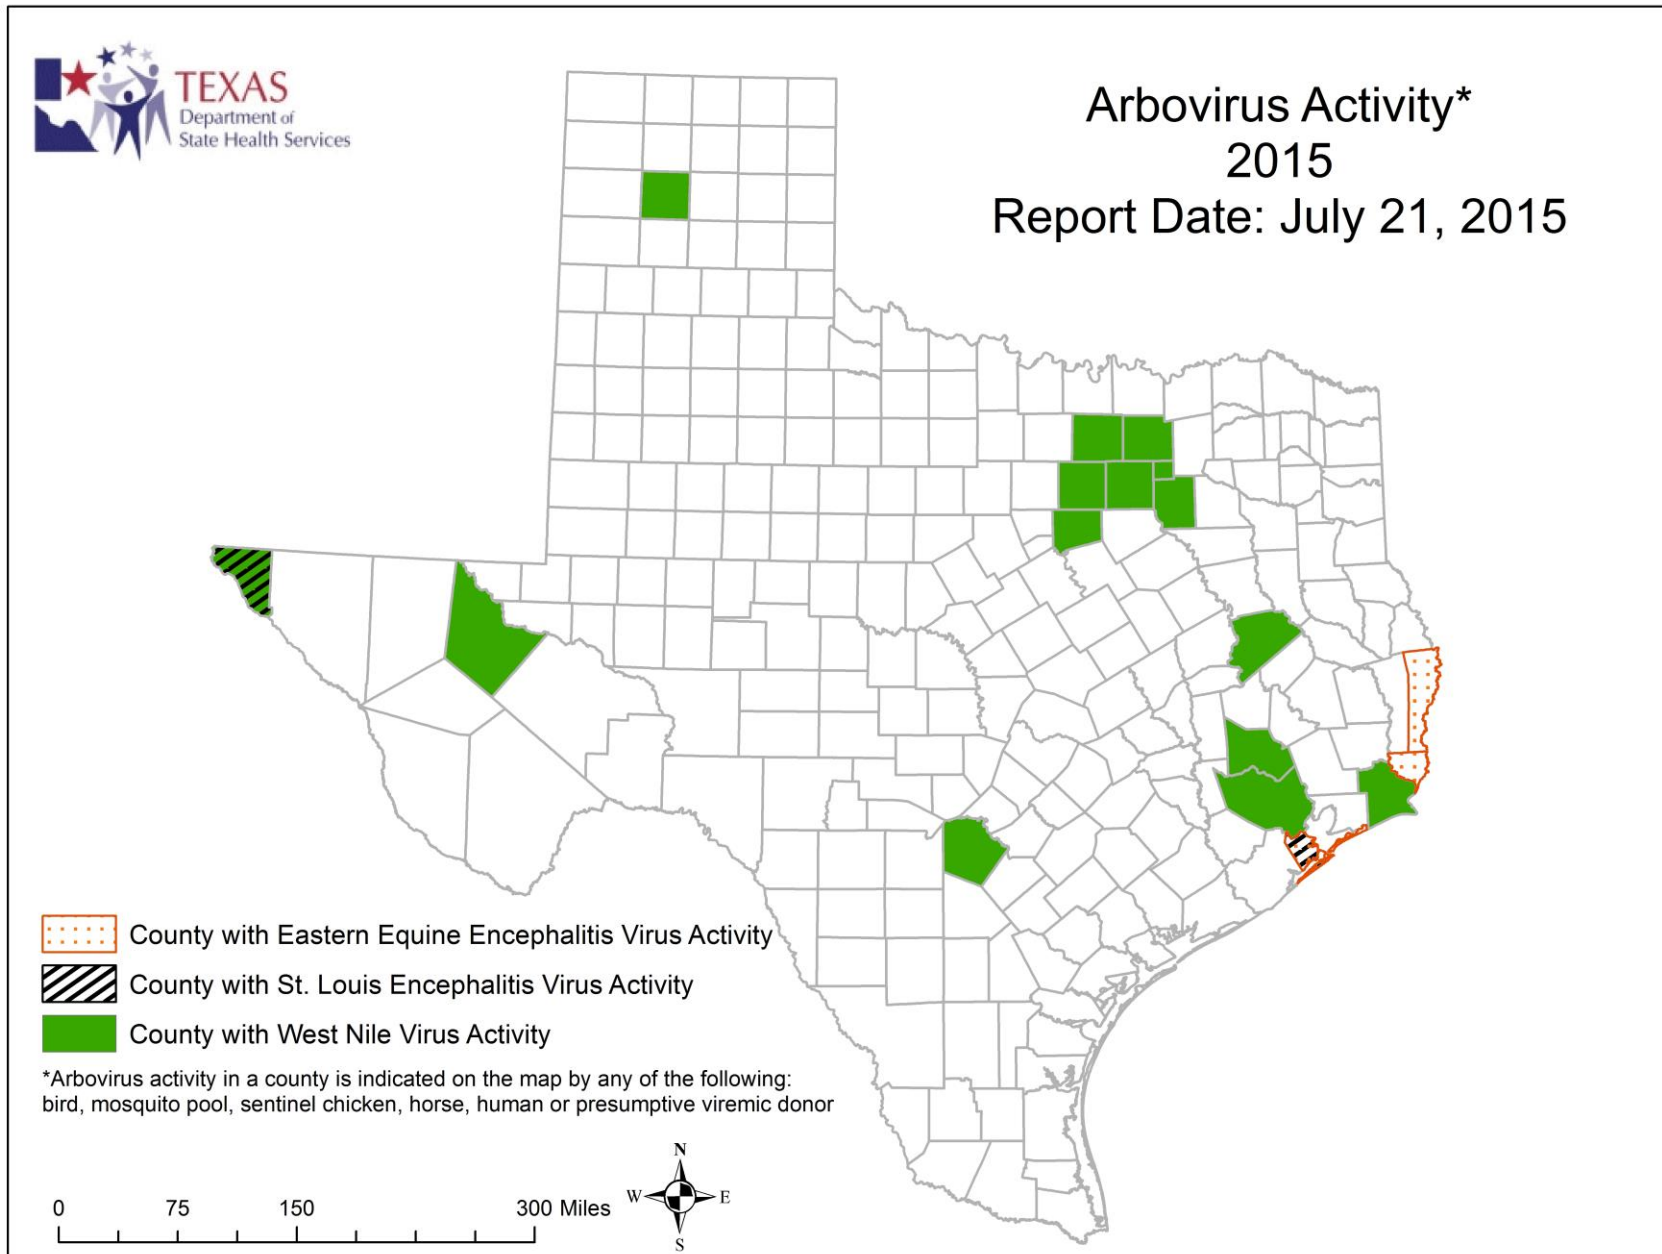 TEXAS
Department of
State Health Services
Arbovirus Activity*
2015
Report Date: July 21, 2015
County with Eastern Equine Encephalitis Virus Activity
County with St. Louis Encephalitis Virus Activity
County with West Nile Virus Activity
*Arbovirus activity in a county is indicated on the map by any of the following:
bird, mosquito pool, sentinel chicken, horse, human or presumptive viremic donor
0 75 150 300 Miles
N
W E
S